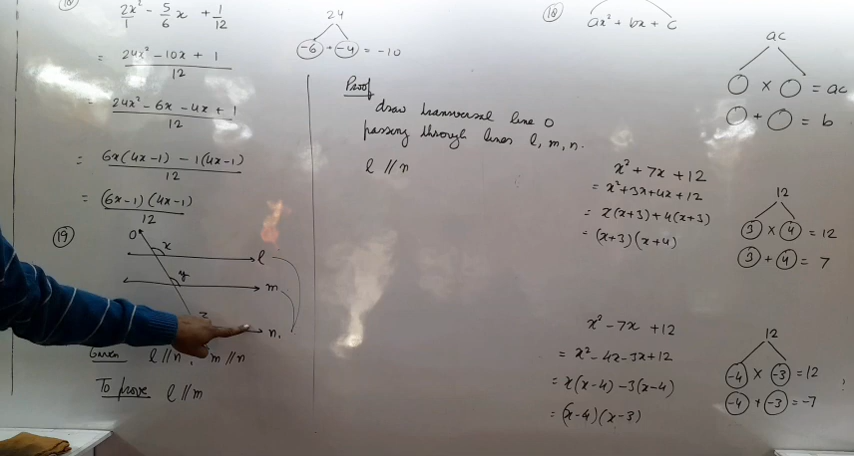 18
2x² - 5/6 x + 1/12
1
= 24x² - 10x + 1 / 12
= 24x² - 6x - 4x + 1 / 12
= 6x(4x-1) - 1(4x-1) / 12
= (6x-1)(4x-1) / 12
24
-6 + -4 = -10
19
O
x
l
y
m
z
n.
Given l // n, m // n
To prove l // m
Proof
draw transversal line O
passing through lines l, m, n.
l // n
18
ax² + bx + c
ac
○ × ○ = ac
○ + ○ = b
x² + 7x + 12
= x² + 3x + 4x + 12
= x(x+3) + 4(x+3)
= (x+3)(x+4)
12
3 × 4 = 12
3 + 4 = 7
x² - 7x + 12
= x² - 4x - 3x + 12
= x(x-4) - 3(x-4)
= (x-4)(x-3)
12
-4 × -3 = 12
-4 + -3 = -7